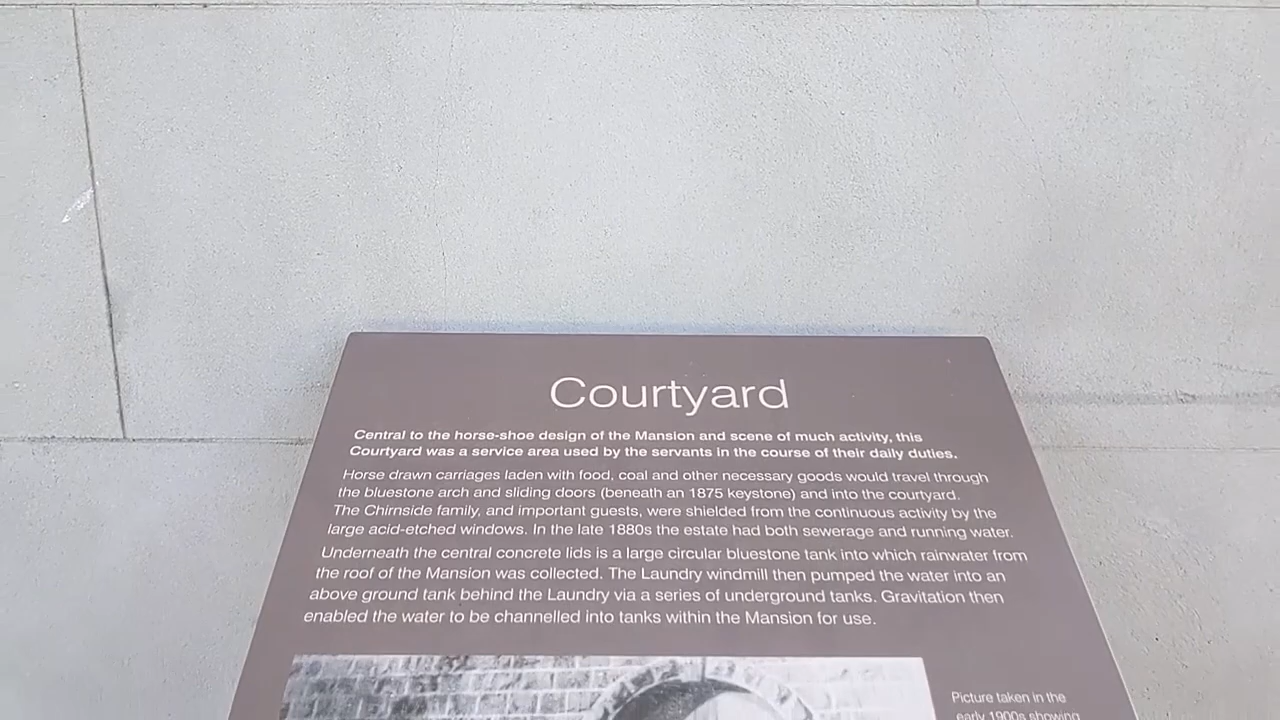 Courtyard
Central to the horse-shoe design of the Mansion and scene of much activity, this
Courtyard was a service area used by the servants in the course of their daily duties.
Horse drawn carriages laden with food, coal and other necessary goods would travel through
the bluestone arch and sliding doors (beneath an 1875 keystone) and into the courtyard.
The Chirnside family, and important guests, were shielded from the continuous activity by the
large acid-etched windows. In the late 1880s the estate had both sewerage and running water.
Underneath the central concrete lids is a large circular bluestone tank into which rainwater from
the roof of the Mansion was collected. The Laundry windmill then pumped the water into an
above ground tank behind the Laundry via a series of underground tanks. Gravitation then
enabled the water to be channelled into tanks within the Mansion for use.
Picture taken in the
early 1900s showing